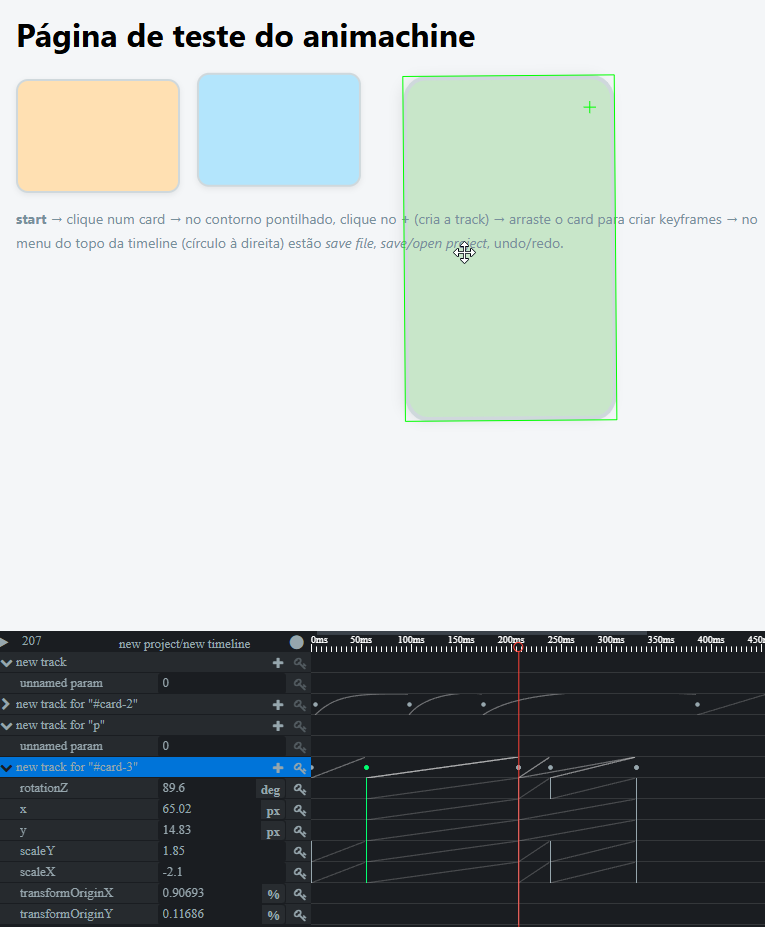 Página de teste do animachine
start → clique num card → no contorno pontilhado, clique no + (cria a track) → arraste o card para criar keyframes → no
menu do topo da timeline (círculo à direita) estão save file, save/open project, undo/redo.
207 new project/new timeline
0ms 50ms 100ms 150ms 200ms 250ms 300ms 350ms 400ms 450
new track
unnamed param 0
new track for "#card-2"
new track for "p"
unnamed param 0
new track for "#card-3"
rotationZ 89.6 deg
x 65.02 px
y 14.83 px
scaleY 1.85
scaleX -2.1
transformOriginX 0.90693 %
transformOriginY 0.11686 %